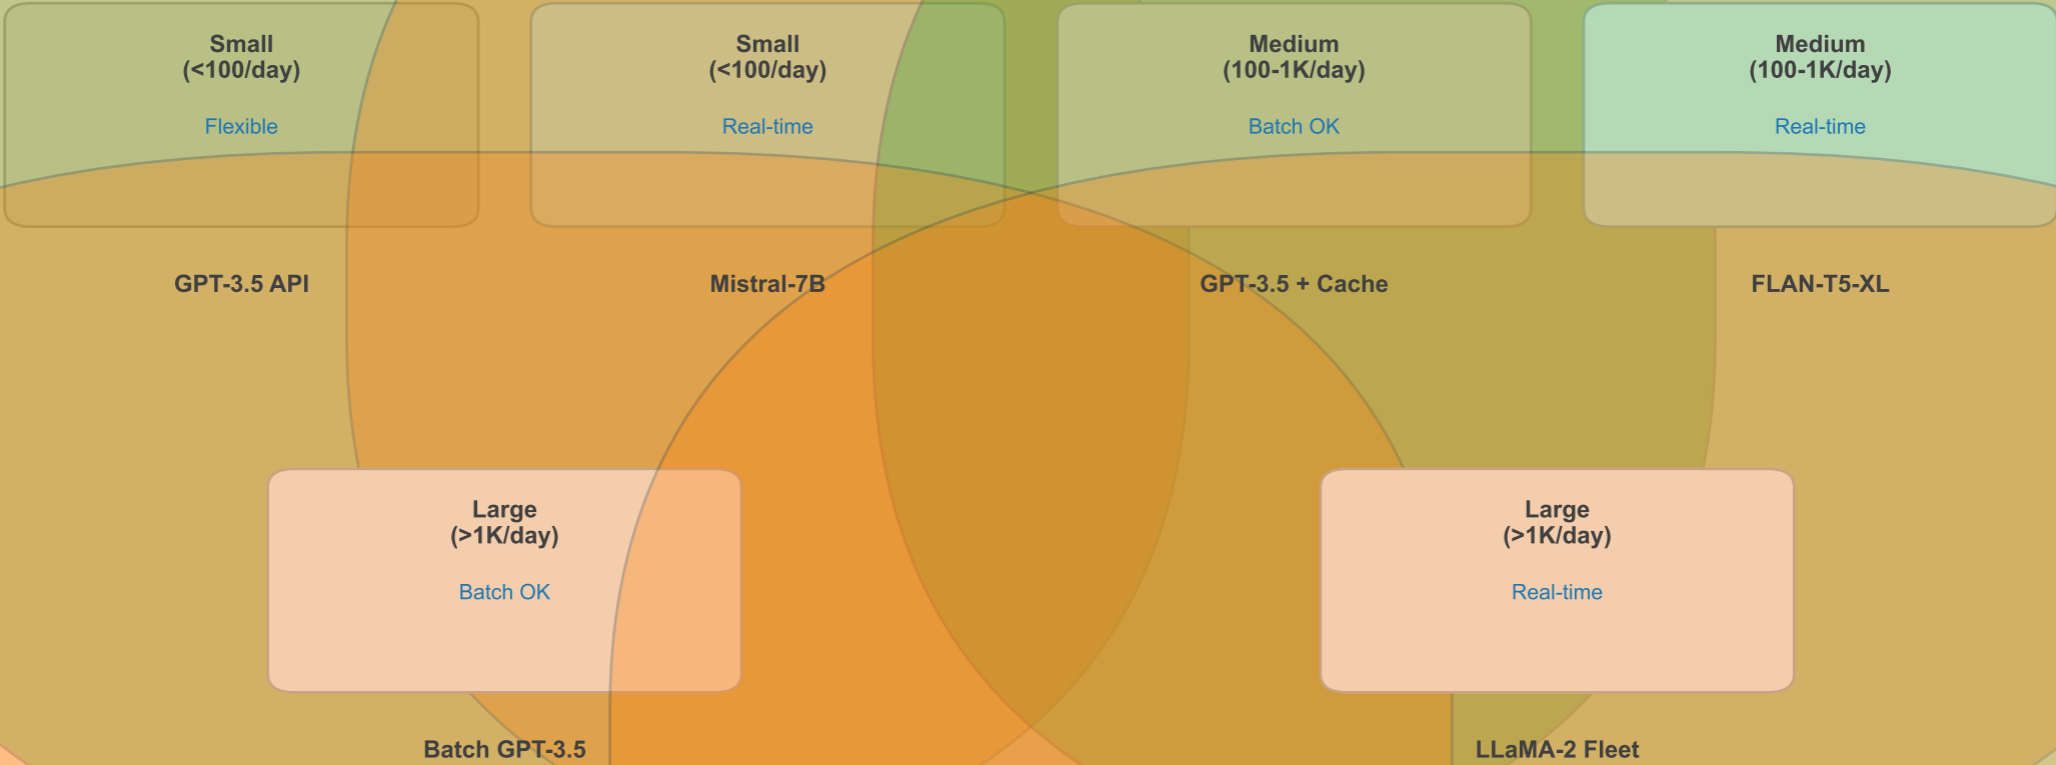 Small
(<100/day)
Flexible
Small
(<100/day)
Real-time
Medium
(100-1K/day)
Batch OK
Medium
(100-1K/day)
Real-time
GPT-3.5 API
Mistral-7B
GPT-3.5 + Cache
FLAN-T5-XL
Large
(>1K/day)
Batch OK
Large
(>1K/day)
Real-time
Batch GPT-3.5
LLaMA-2 Fleet